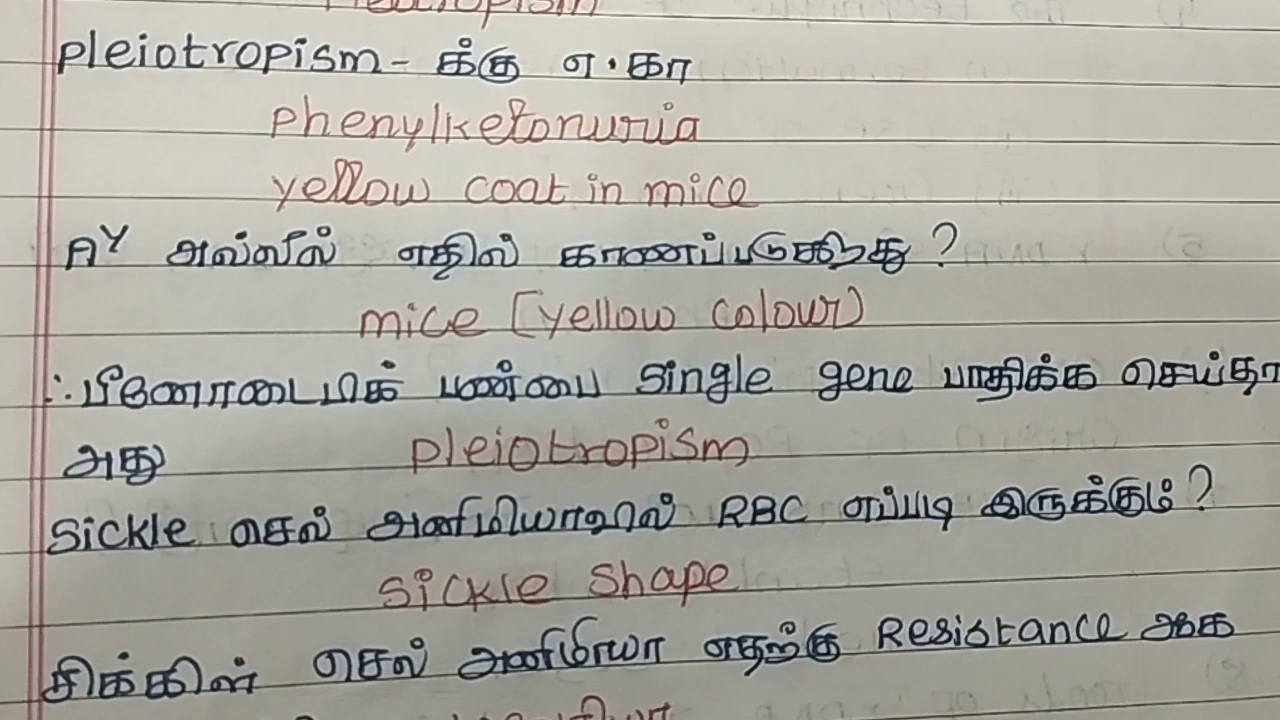 pleiotropism
pleiotropism - க்கு எ.கா
phenylketonuria
yellow coat in mice
A^Y அல்லீல் எதில் காணப்படுகிறது?
mice [yellow colour)
∴ பினோடைபிக் பண்பை single gene பாதிக்க செய்தா
அது pleiotropism
Sickle செல் அனிமியாவில் RBC எப்படி இருக்கும்?
Sickle Shape
சிக்கிள் செல் அனிமியா எதற்கு Resistance ஆக